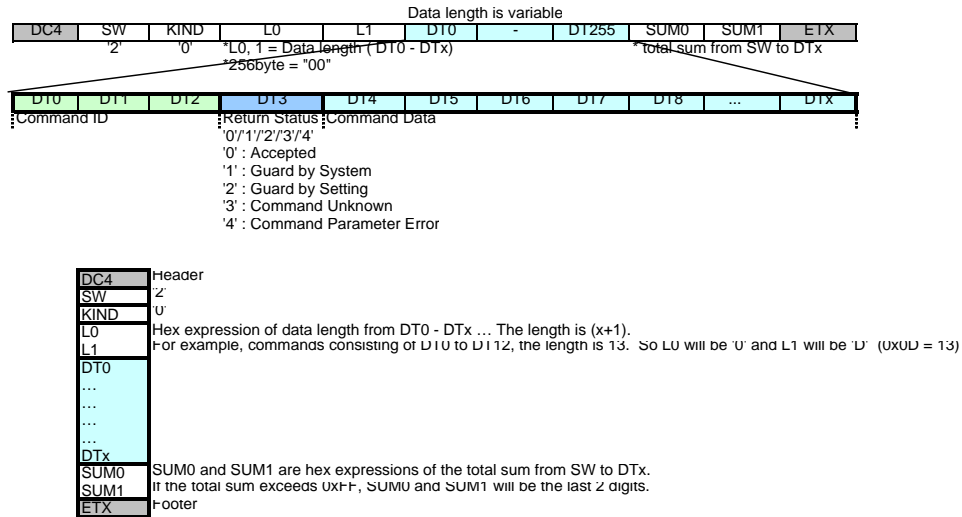 Data length is variable
DC4 SW KIND L0 L1 DT0 - DT255 SUM0 SUM1 ETX
'2' '0' *L0, 1 = Data length ( DT0 - DTx) * total sum from SW to DTx
*256byte = "00"
DT0 DT1 DT2 DT3 DT4 DT5 DT6 DT7 DT8 ... DTx
Command ID Return Status Command Data
'0'/'1'/'2'/'3'/'4'
'0' : Accepted
'1' : Guard by System
'2' : Guard by Setting
'3' : Command Unknown
'4' : Command Parameter Error
DC4 Header
SW '2'
KIND '0'
L0 Hex expression of data length from DT0 - DTx … The length is (x+1).
L1 For example, commands consisting of DT0 to DT12, the length is 13. So L0 will be '0' and L1 will be 'D' (0x0D = 13)
DT0
…
…
…
…
DTx
SUM0 SUM0 and SUM1 are hex expressions of the total sum from SW to DTx.
SUM1 If the total sum exceeds 0xFF, SUM0 and SUM1 will be the last 2 digits.
ETX Footer